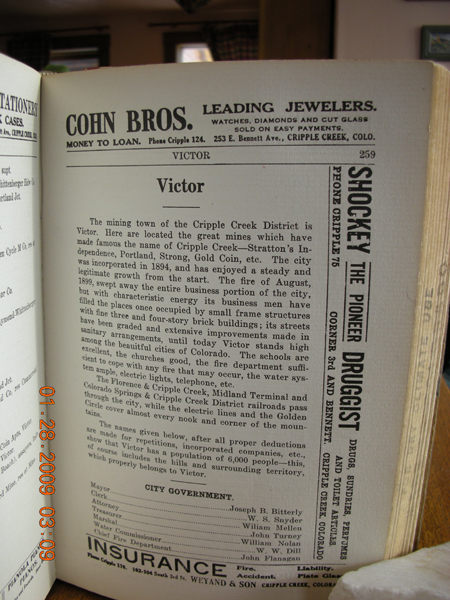 TATIONERY
K CASES.
COHN BROS. LEADING JEWELERS.
WATCHES, DIAMONDS AND CUT GLASS
SOLD ON EASY PAYMENTS.
MONEY TO LOAN. Phone Cripple 124. 253 E. Bennett Ave., CRIPPLE CREEK, COLO.
VICTOR 259
Victor
The mining town of the Cripple Creek District is
Victor. Here are located the great mines which have
made famous the name of Cripple Creek—Stratton's In-
dependence, Portland, Strong, Gold Coin, etc. The city
was incorporated in 1894, and has enjoyed a steady and
legitimate growth from the start. The fire of August,
1899, swept away the entire business portion of the city,
but with characteristic energy its business men have
filled the places once occupied by small frame structures
with fine three and four-story brick buildings; its streets
have been graded and extensive improvements made in
sanitary arrangements, until today Victor stands high
among the beautiful cities of Colorado. The schools are
excellent, the churches good, the fire department suffi-
cient to cope with any fire that may occur, the water sys-
tem ample, electric lights, telephone, etc.
The Florence & Cripple Creek, Midland Terminal and
Colorado Springs & Cripple Creek District railroads pass
through the city, while the electric lines and the Golden
Circle cover almost every nook and corner of the moun-
tains.
The names given below, after all proper deductions
are made for repetitions, incorporated companies, etc.,
show that Victor has a population of 6,000 people—this,
of course includes the hills and surrounding territory,
which properly belongs to Victor.
CITY GOVERNMENT.
Mayor Joseph B. Bitterly
Clerk W. S. Snyder
Attorney William Mellen
Treasurer John Turney
Marshal William Nolan
Water Commissioner W. W. Dill
Chief Fire Department John Flanagan
INSURANCE Fire. Liability.
Accident. Plate Glass
Phone Cripple 128. 102-104 South 3rd St. WEYAND & SON CRIPPLE CREEK, COLO.
SHOCKEY THE PIONEER DRUGGIST
PHONE CRIPPLE 75 CORNER 3RD AND BENNETT.
DRUGS, SUNDRIES, PERFUMES
AND TOILET ARTICLES.
CRIPPLE CREEK, COLORADO
01.28.2009 03:09